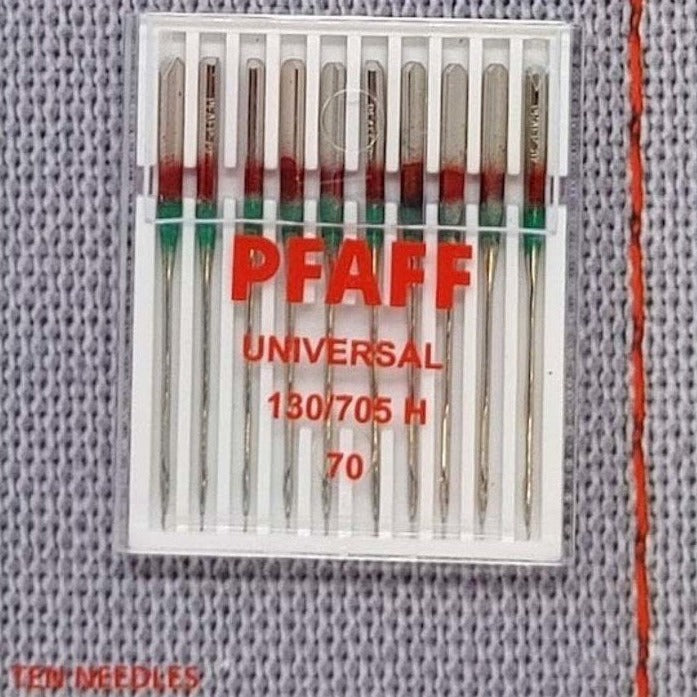 PFAFF
UNIVERSAL
130/705 H
70
TEN NEEDLES